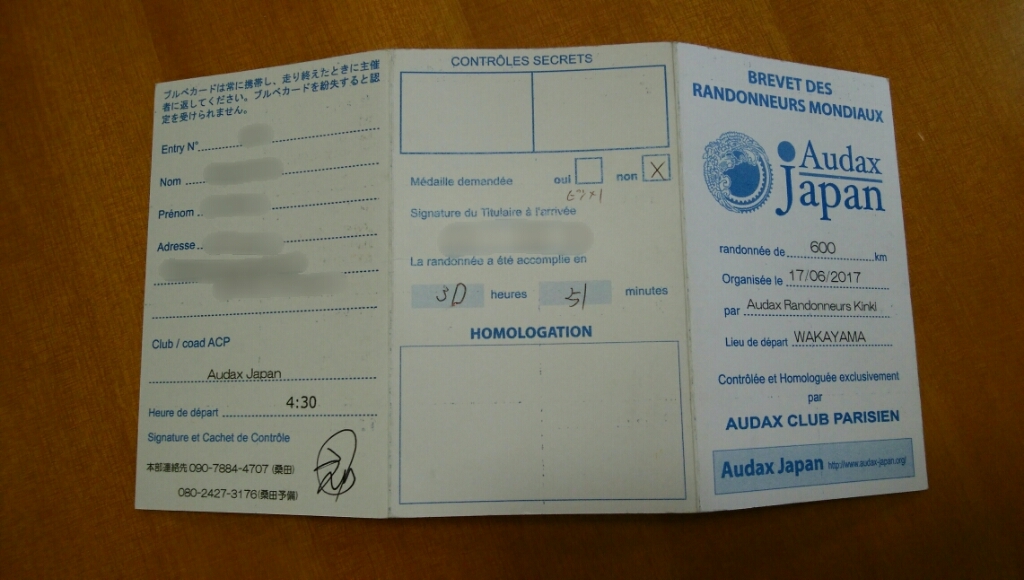 ブルベカードは常に携帯し、走り終えたときに主催
者に返してください。ブルベカードを紛失すると認
定を受けられません。
Entry N°
Nom
Prénom
Adresse
Club / coad ACP
Audax Japan
Heure de départ 4:30
Signature et Cachet de Contrôle
本部連絡先 090-7884-4707 (桑田)
080-2427-3176(桑田予備)
CONTRÔLES SECRETS
Médaille demandée oui non X
Signature du Titulaire à l'arrivée
La randonnée a été accomplie en
30 heures 51 minutes
HOMOLOGATION
BREVET DES
RANDONNEURS MONDIAUX
Audax
Japan
randonnée de 600 km
Organisée le 17/06/2017
par Audax Randonneurs Kinki
Lieu de départ WAKAYAMA
Contrôlée et Homologuée exclusivement
par
AUDAX CLUB PARISIEN
Audax Japan http://www.audax-japan.org/